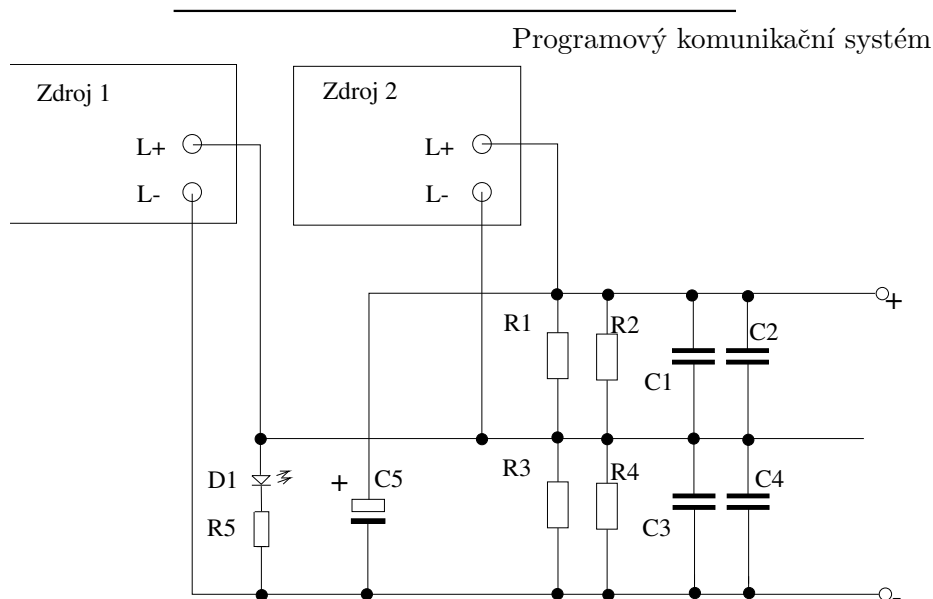 Programový komunikační systém
Zdroj 1
Zdroj 2
L+
L+
L-
L-
+
R1
R2
C2
C1
D1
+
C5
R3
R4
C4
R5
C3
-